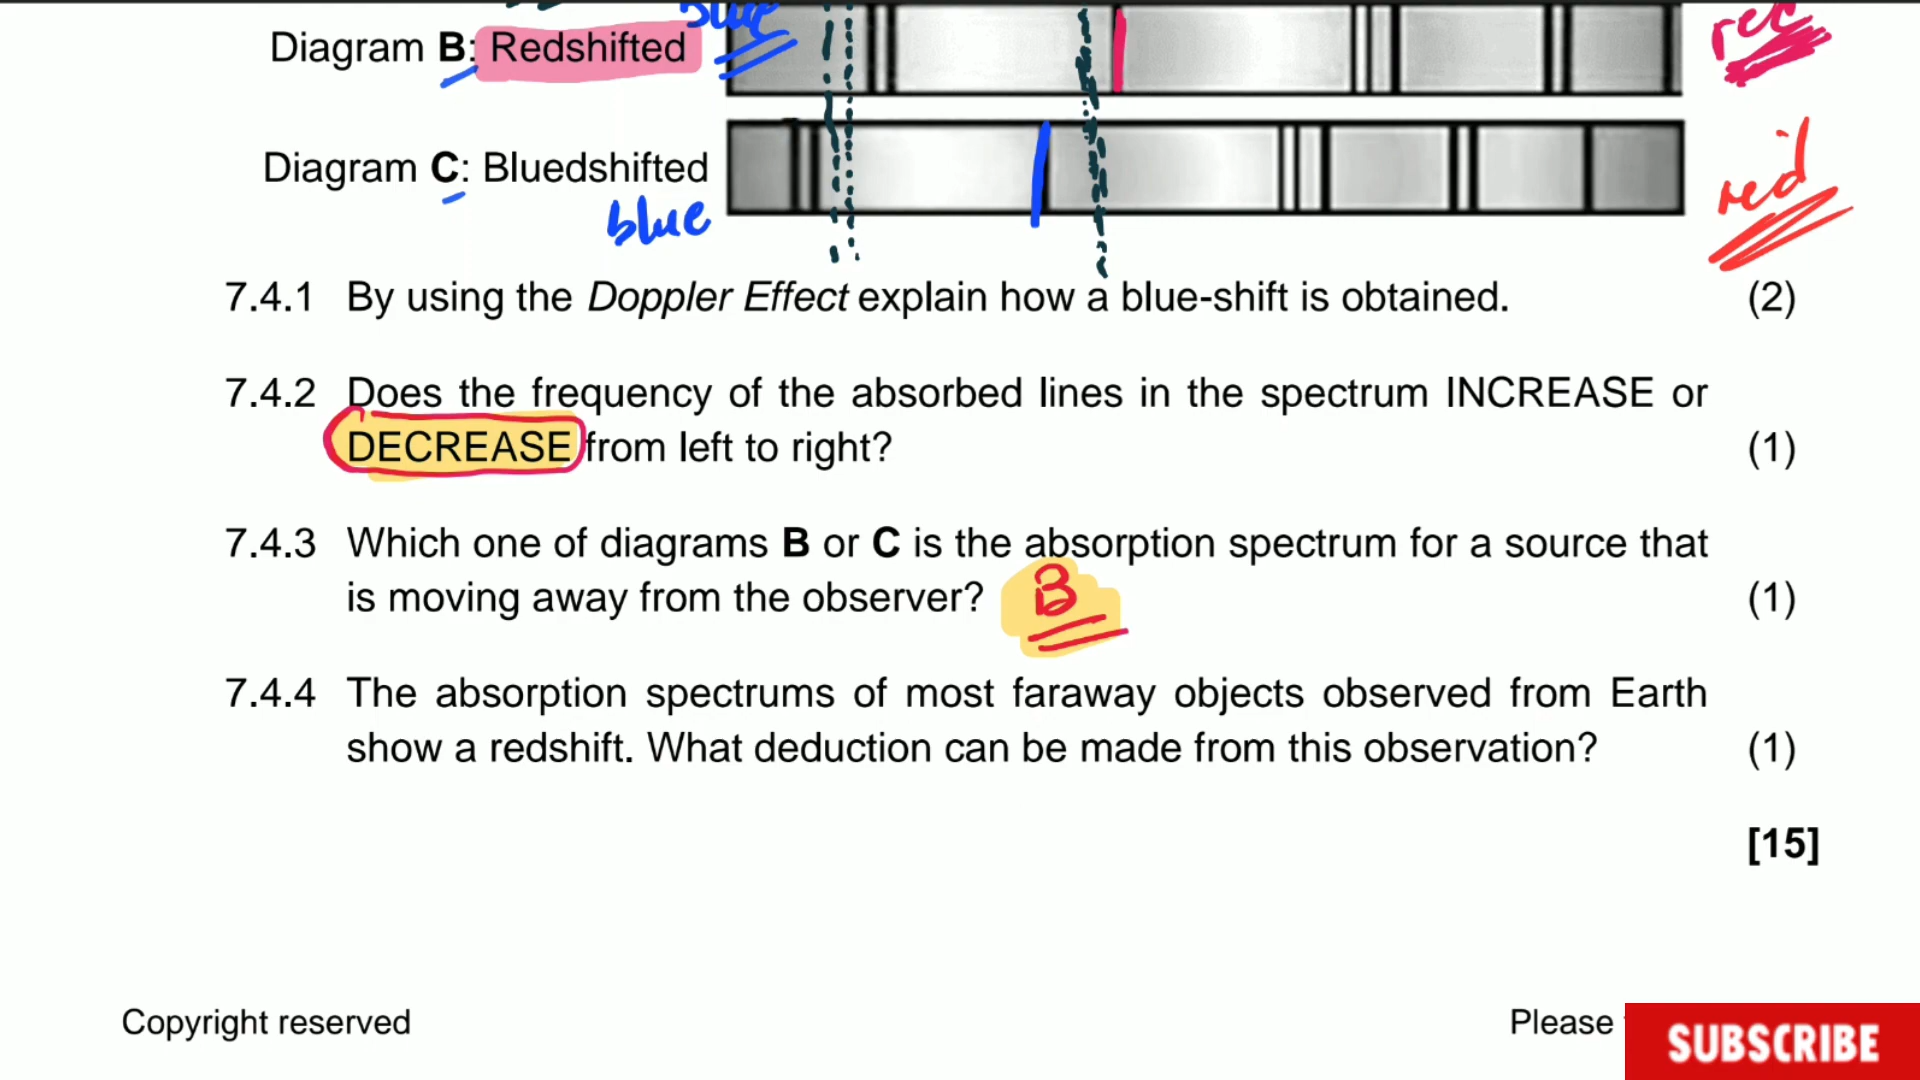 blue
Diagram B: Redshifted
red
Diagram C: Bluedshifted
blue
red
7.4.1 By using the Doppler Effect explain how a blue-shift is obtained. (2)
7.4.2 Does the frequency of the absorbed lines in the spectrum INCREASE or
DECREASE from left to right? (1)
7.4.3 Which one of diagrams B or C is the absorption spectrum for a source that
is moving away from the observer? B (1)
7.4.4 The absorption spectrums of most faraway objects observed from Earth
show a redshift. What deduction can be made from this observation? (1)
[15]
Copyright reserved
Please
SUBSCRIBE